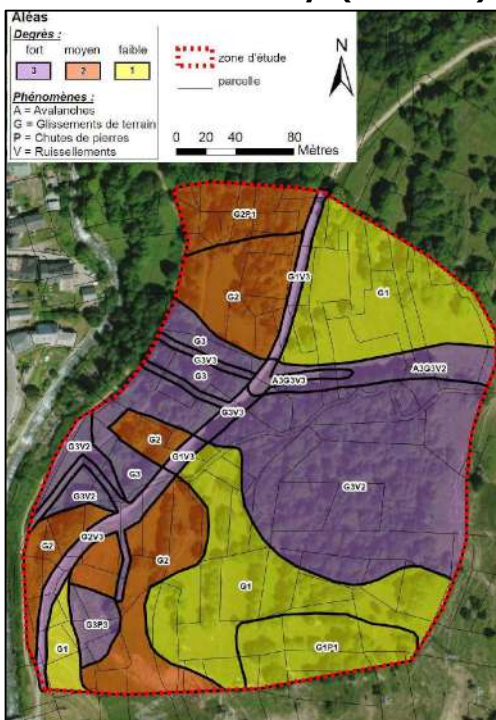 Aléas
Degrés :
fort moyen faible
3 2 1
Phénomènes :
A = Avalanches
G = Glissements de terrain
P = Chutes de pierres
V = Ruissellements
zone d'étude
parcelle
N
0 20 40 80
Mètres
G2P1
G1V3
G2
G1
G3
G3V3
G3
A3G3V3
A3G3V2
G3V3
G2
G1V3
G3V2
G3
G3V2
G3V2
G2V3
G2
G2
G1
G3P3
G1
G1P1